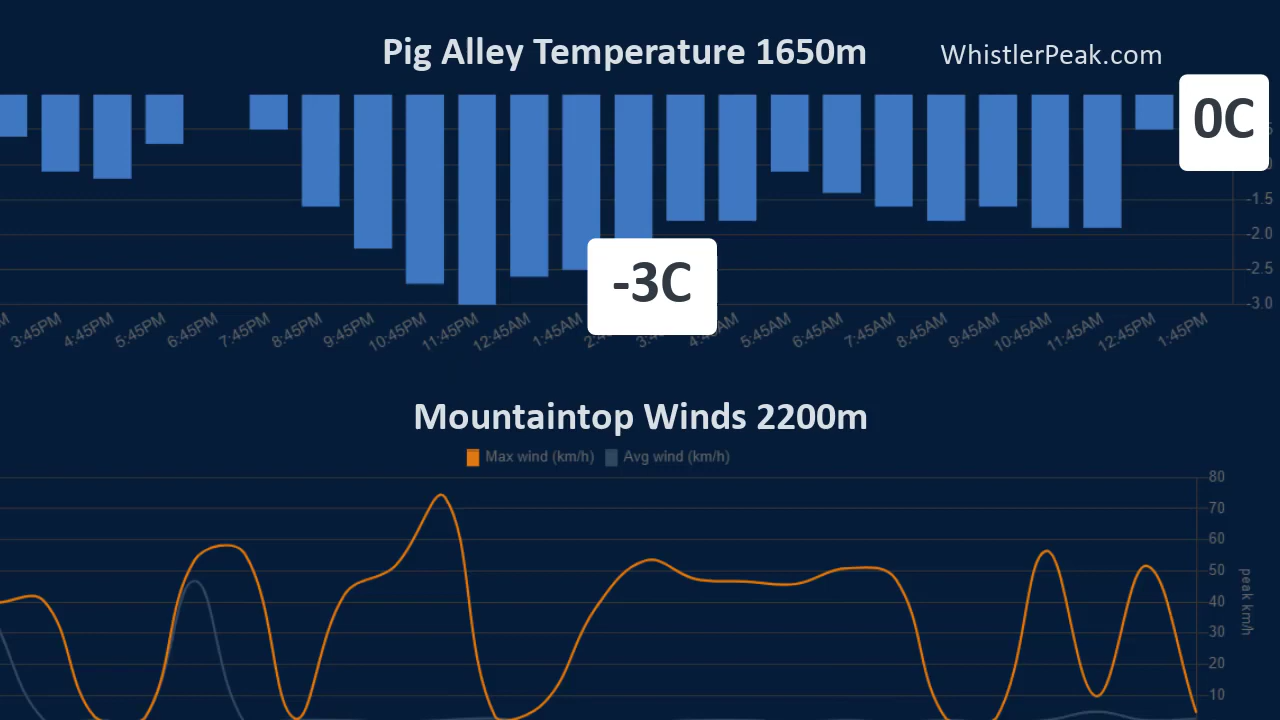 Pig Alley Temperature 1650m
WhistlerPeak.com
0C
-1.5
-2.0
-2.5
-3.0
-3C
3:45PM 4:45PM 5:45PM 6:45PM 7:45PM 8:45PM 9:45PM 10:45PM 11:45PM 12:45AM 1:45AM 5:45AM 6:45AM 7:45AM 8:45AM 9:45AM 10:45AM 11:45AM 12:45PM 1:45PM
Mountaintop Winds 2200m
Max wind (km/h) Avg wind (km/h)
80
70
60
50
40
30
20
10
peak km/h